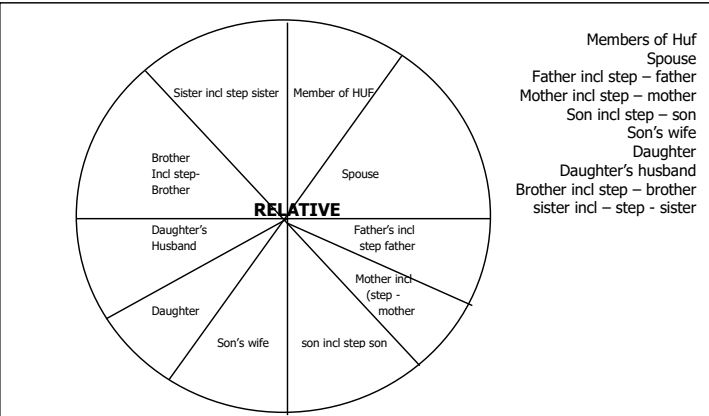 Sister incl step sister
Member of HUF
Brother
Incl step-
Brother
Spouse
RELATIVE
Daughter's
Husband
Father's incl
step father
Mother incl
(step -
mother
Daughter
Son's wife
son incl step son
Members of Huf
Spouse
Father incl step – father
Mother incl step – mother
Son incl step – son
Son's wife
Daughter
Daughter's husband
Brother incl step – brother
sister incl – step - sister